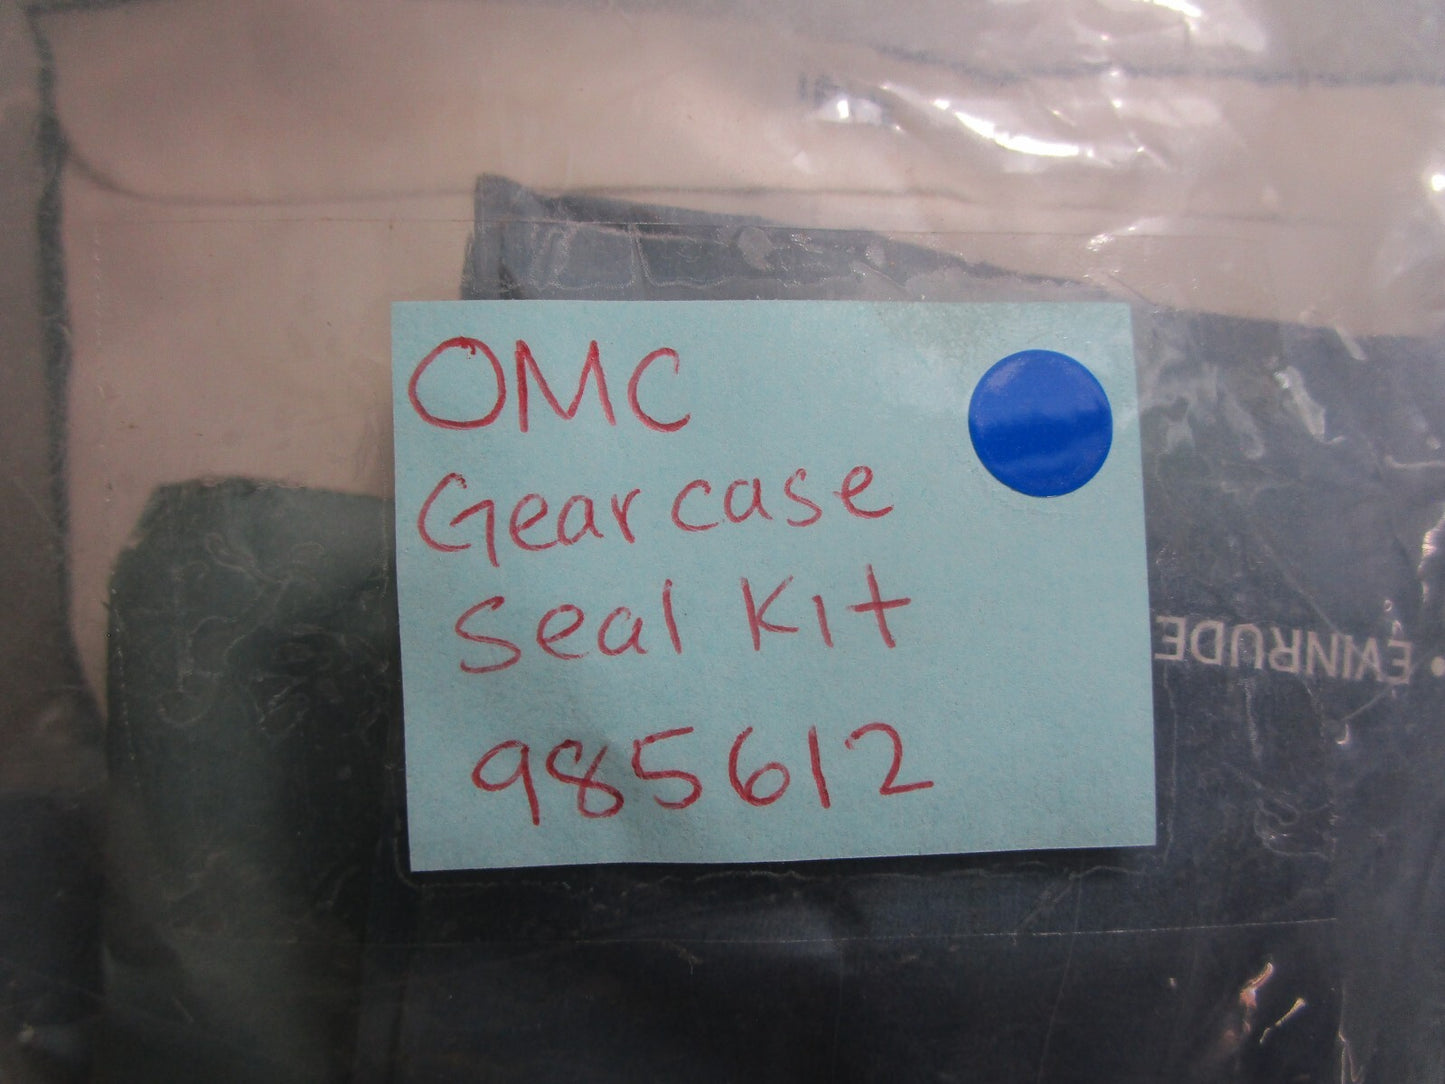 OMC
Gearcase
Seal Kit
985612
• EVINRUDE